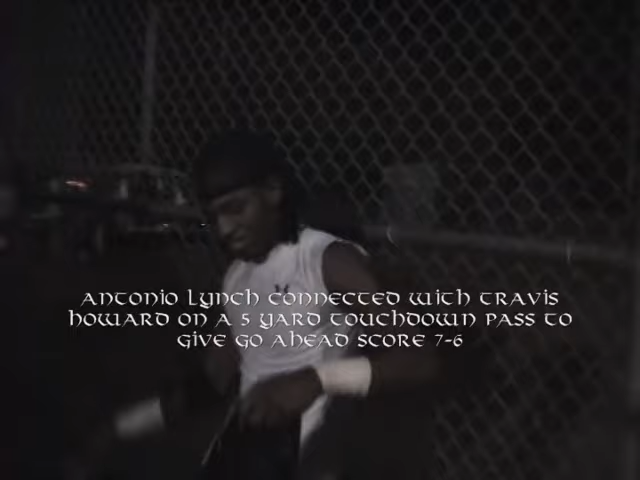 ANTONIO LYNCH CONNECTED WITH TRAVIS
HOWARD ON A 5 YARD TOUCHDOWN PASS TO
GIVE GO AHEAD SCORE 7-6